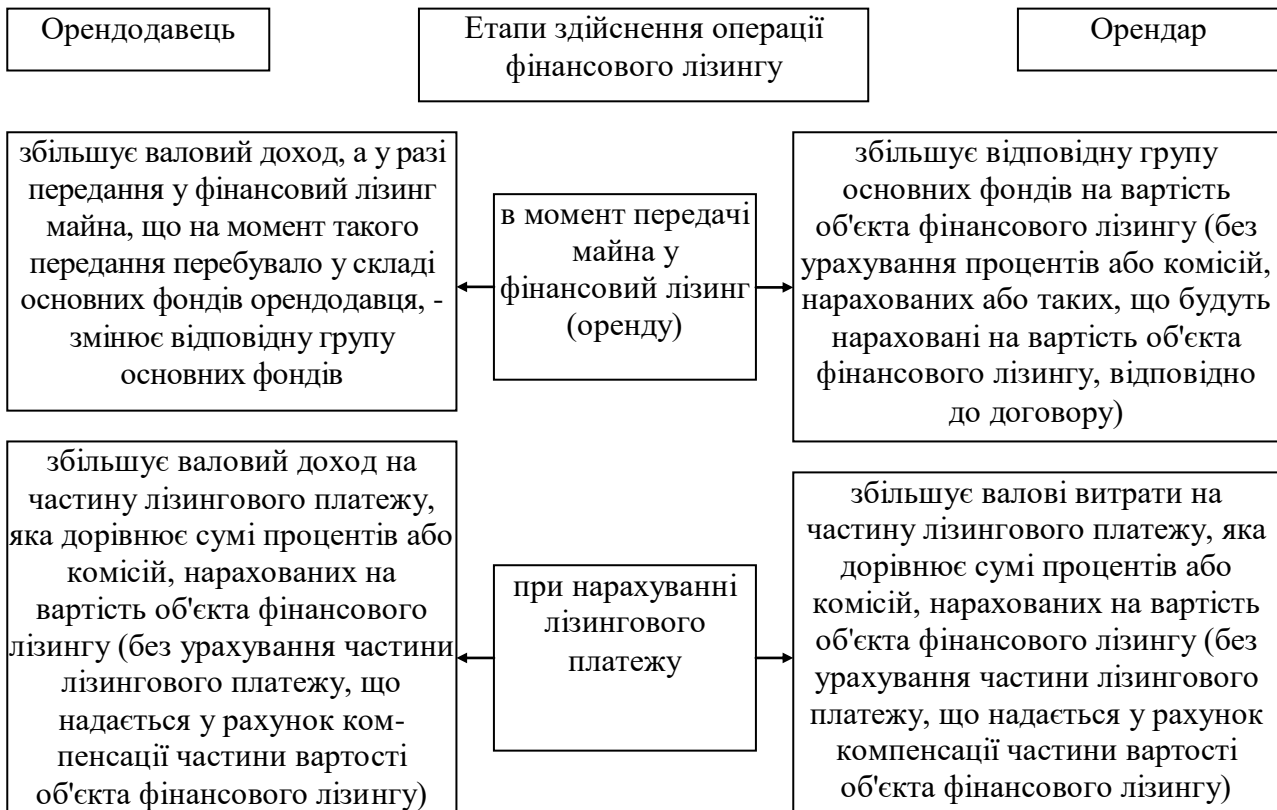 Орендодавець
Етапи здійснення операції
фінансового лізингу
Орендар
збільшує валовий доход, а у разі
передання у фінансовий лізинг
майна, що на момент такого
передання перебувало у складі
основних фондів орендодавця, -
змінює відповідну групу
основних фондів
в момент передачі
майна у
фінансовий лізинг
(оренду)
збільшує відповідну групу
основних фондів на вартість
об'єкта фінансового лізингу (без
урахування процентів або комісій,
нарахованих або таких, що будуть
нараховані на вартість об'єкта
фінансового лізингу, відповідно
до договору)
збільшує валовий доход на
частину лізингового платежу,
яка дорівнює сумі процентів або
комісій, нарахованих на
вартість об'єкта фінансового
лізингу (без урахування частини
лізингового платежу, що
надається у рахунок ком-
пенсації частини вартості
об'єкта фінансового лізингу)
при нарахуванні
лізингового
платежу
збільшує валові витрати на
частину лізингового платежу, яка
дорівнює сумі процентів або
комісій, нарахованих на вартість
об'єкта фінансового лізингу (без
урахування частини лізингового
платежу, що надається у рахунок
компенсації частини вартості
об'єкта фінансового лізингу)